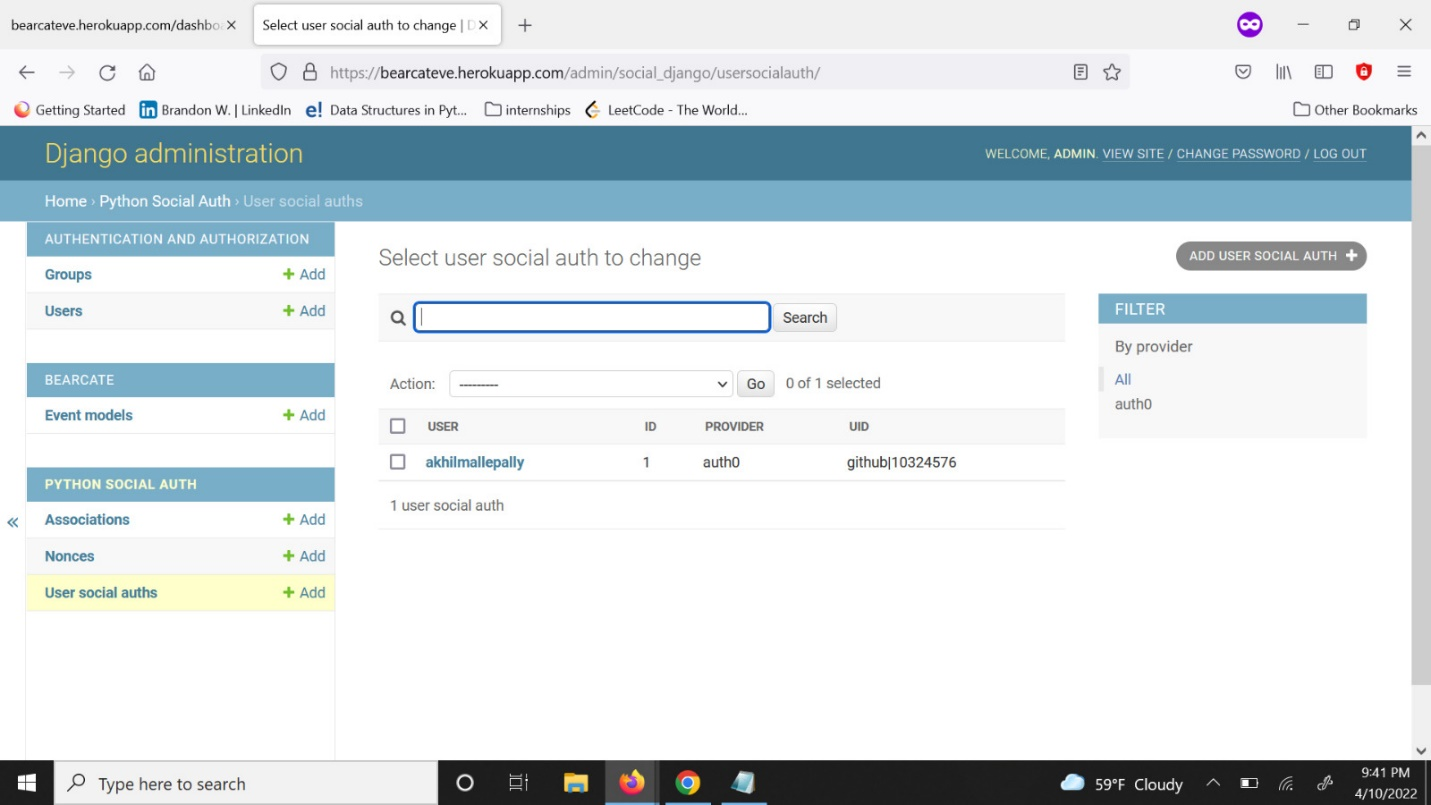 bearcateve.herokuapp.com/dashbo
Select user social auth to change | D
https://bearcateve.herokuapp.com/admin/social_django/usersocialauth/
Getting Started
in Brandon W. | LinkedIn
e! Data Structures in Pyt...
internships
LeetCode - The World...
Other Bookmarks
Django administration
WELCOME, ADMIN. VIEW SITE / CHANGE PASSWORD / LOG OUT
Home › Python Social Auth › User social auths
AUTHENTICATION AND AUTHORIZATION
Groups + Add
Users + Add
BEARCATE
Event models + Add
PYTHON SOCIAL AUTH
Associations + Add
Nonces + Add
User social auths + Add
«
Select user social auth to change
ADD USER SOCIAL AUTH +
Search
Action: --------- Go 0 of 1 selected
USER ID PROVIDER UID
akhilmallepally 1 auth0 github|10324576
1 user social auth
FILTER
By provider
All
auth0
Type here to search
59°F Cloudy
9:41 PM
4/10/2022